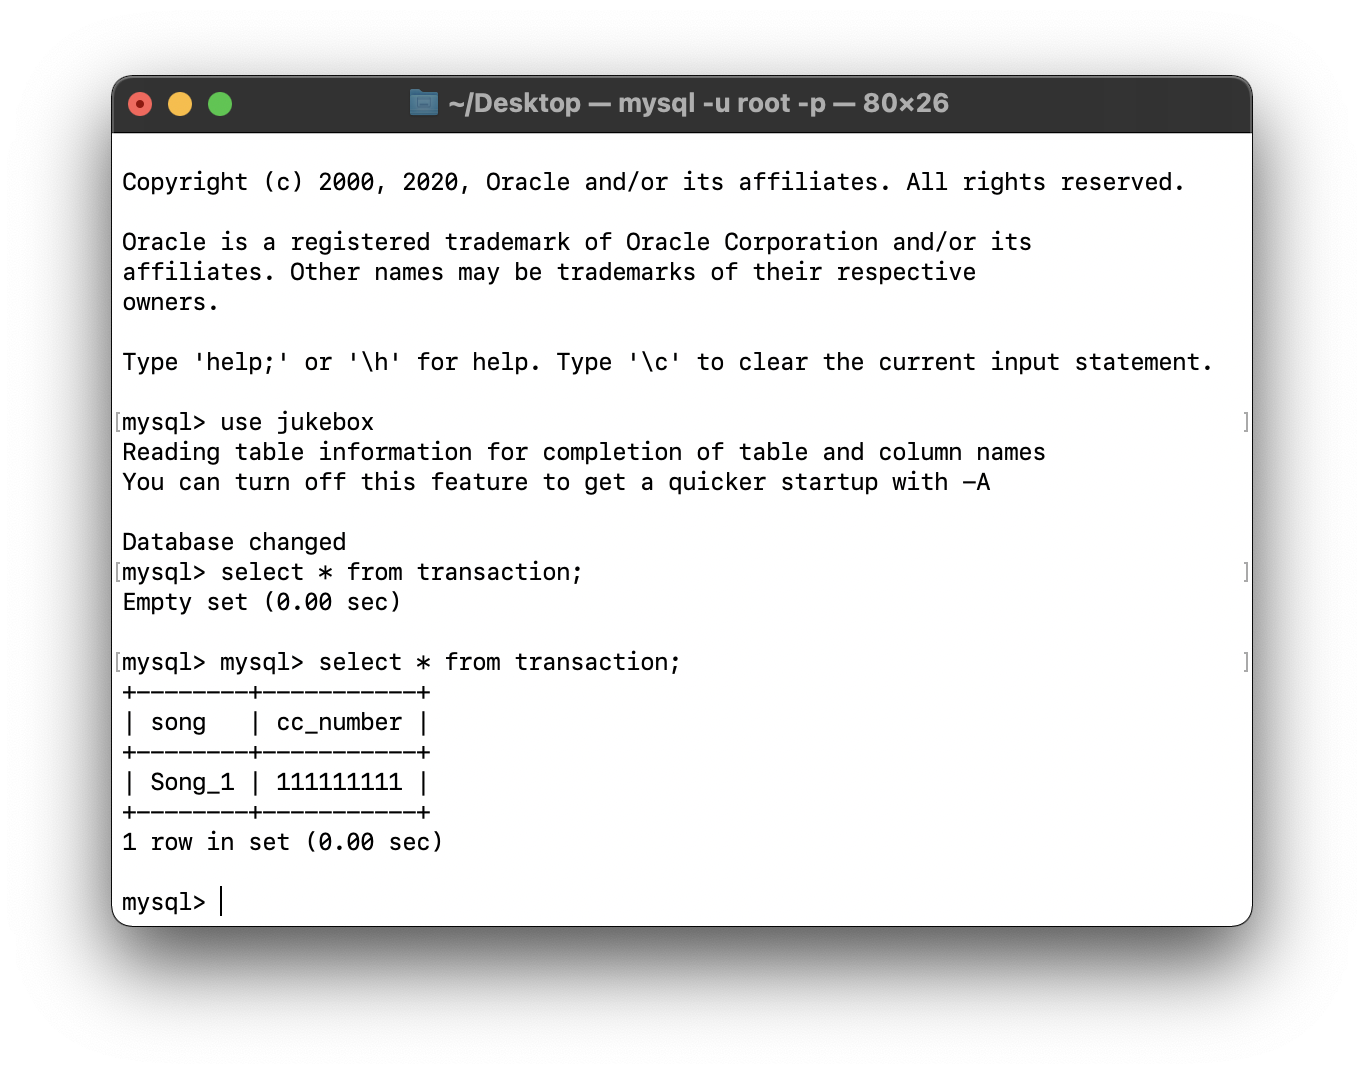 ~/Desktop — mysql -u root -p — 80×26
Copyright (c) 2000, 2020, Oracle and/or its affiliates. All rights reserved.
Oracle is a registered trademark of Oracle Corporation and/or its
affiliates. Other names may be trademarks of their respective
owners.
Type 'help;' or '\h' for help. Type '\c' to clear the current input statement.
[mysql> use jukebox ]
Reading table information for completion of table and column names
You can turn off this feature to get a quicker startup with -A
Database changed
[mysql> select * from transaction; ]
Empty set (0.00 sec)
[mysql> mysql> select * from transaction; ]
+--------+-----------+
| song   | cc_number |
+--------+-----------+
| Song_1 | 111111111 |
+--------+-----------+
1 row in set (0.00 sec)
mysql>